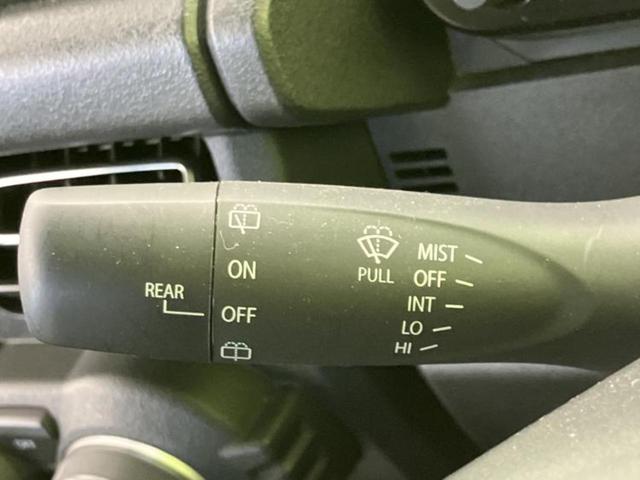 ON
REAR
OFF
PULL
MIST
OFF
INT
LO
HI